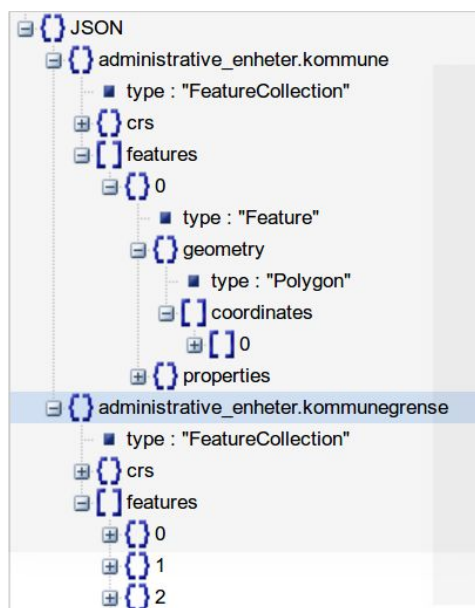 JSON
administrative_enheter.kommune
type : "FeatureCollection"
crs
features
0
type : "Feature"
geometry
type : "Polygon"
coordinates
0
properties
administrative_enheter.kommunegrense
type : "FeatureCollection"
crs
features
0
1
2